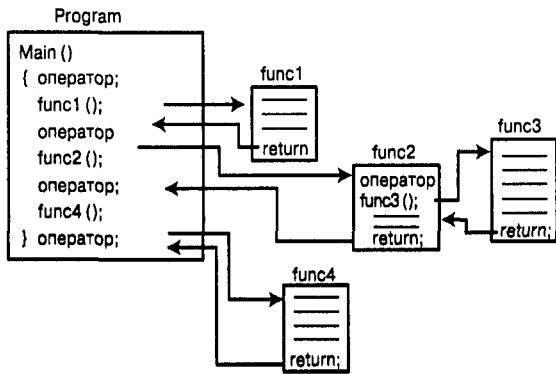 Program
Main ()
{ оператор;
func1 ();
оператор
func2 ();
оператор;
func4 ();
} оператор;
func1
return
func2
оператор
func3 ();
return;
func3
return;
func4
return;